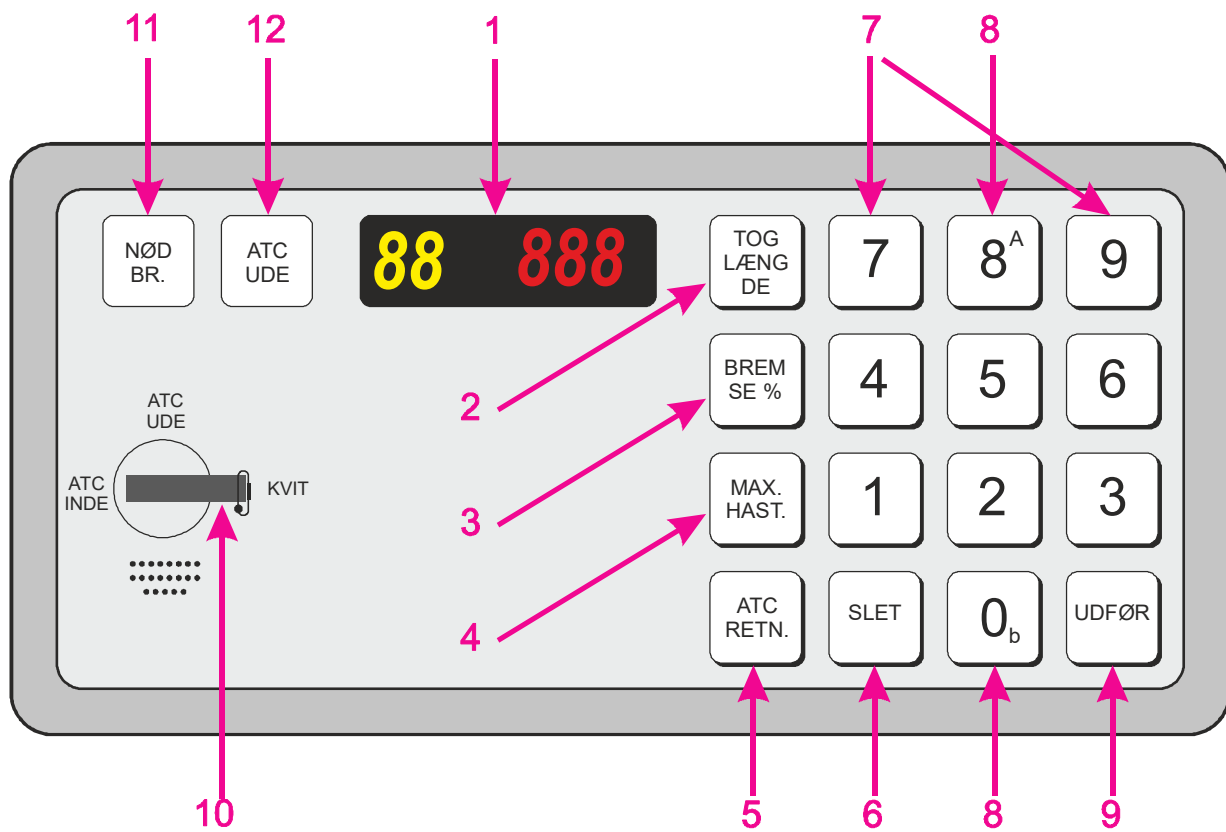 11 12 1 7 8
NØD
BR.
ATC
UDE
88 888
TOG
LÆNG
DE
7
8 A
9
2
BREM
SE %
4
5
6
ATC
UDE
ATC
INDE
KVIT
3
MAX.
HAST.
1
2
3
4
ATC
RETN.
SLET
0 b
UDFØR
10 5 6 8 9